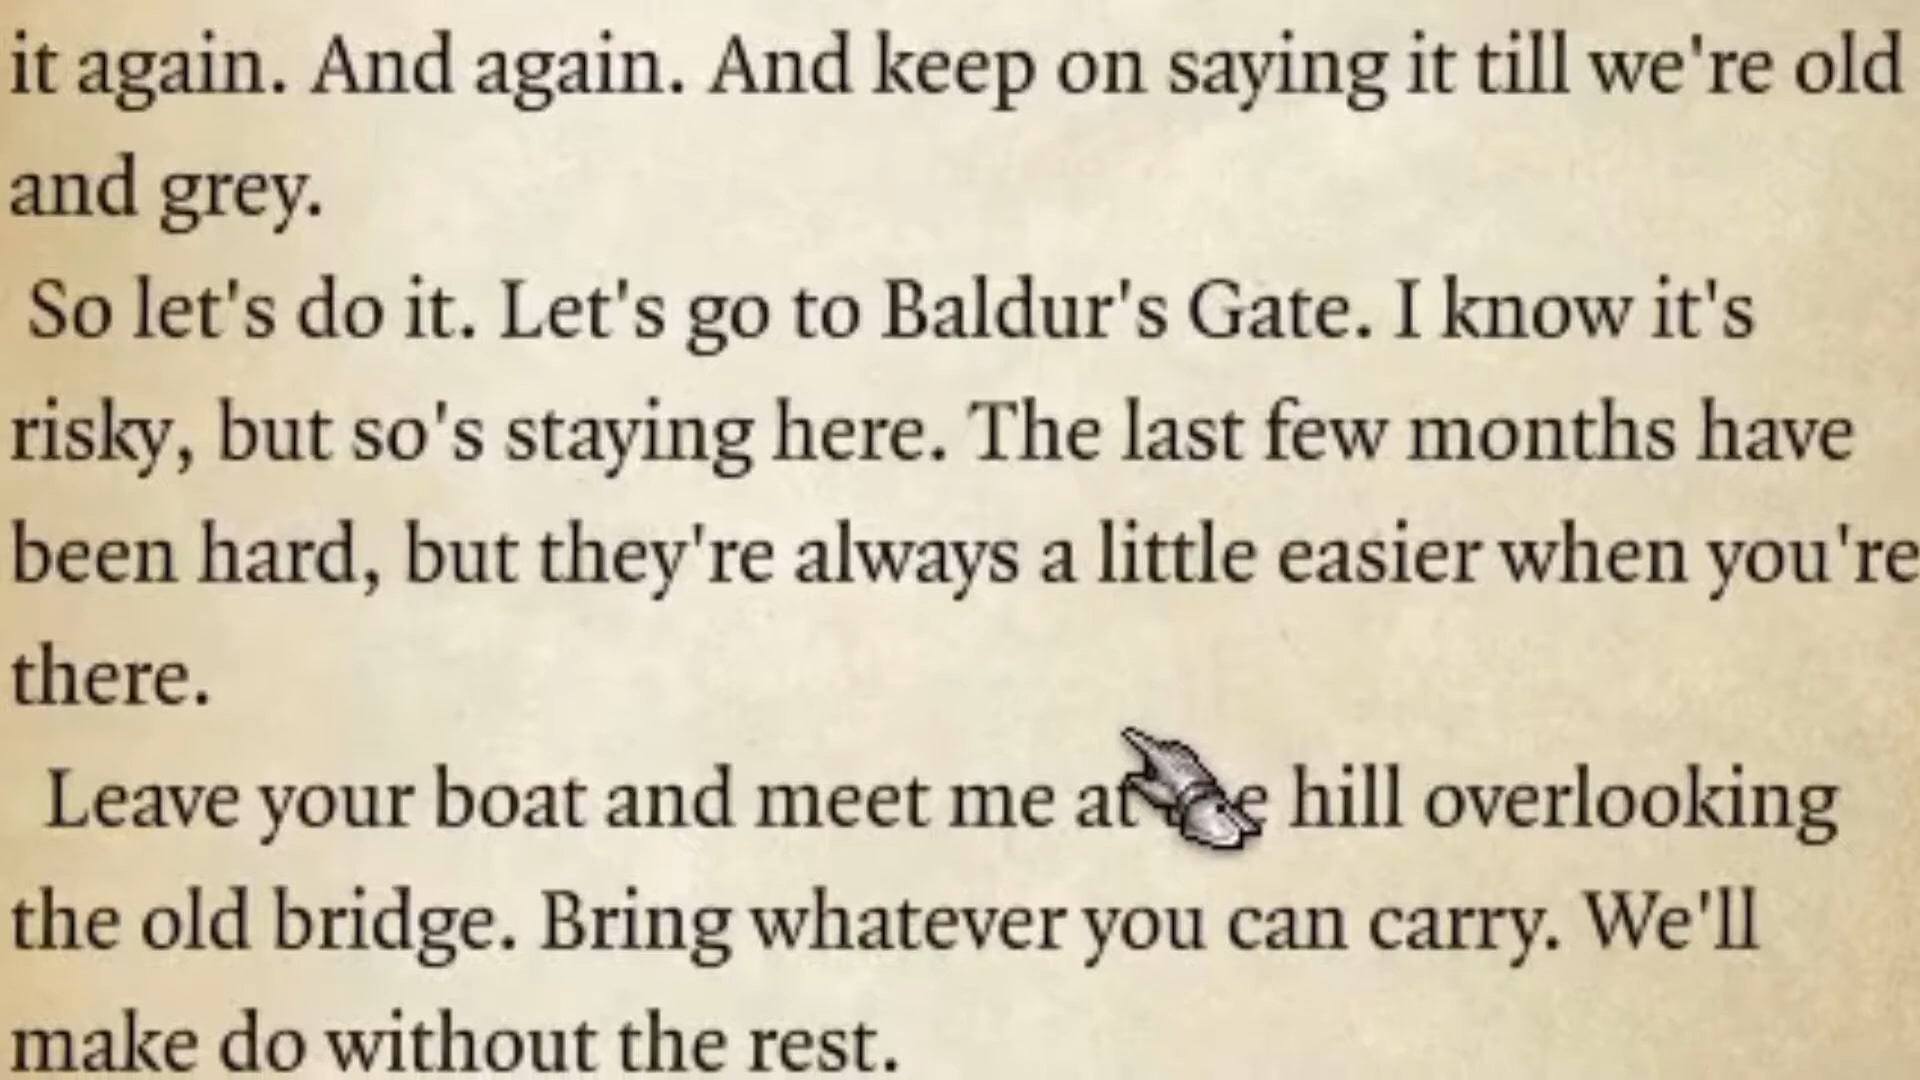 it again. And again. And keep on saying it till we're old
and grey.
So let's do it. Let's go to Baldur's Gate. I know it's
risky, but so's staying here. The last few months have
been hard, but they're always a little easier when you're
there.
Leave your boat and meet me at hill overlooking
the old bridge. Bring whatever you can carry. We'll
make do without the rest.